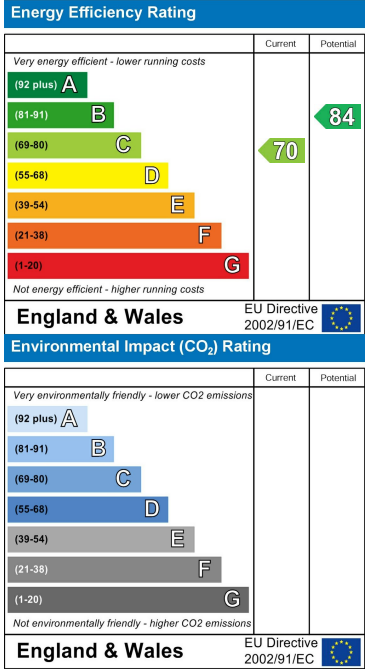 Energy Efficiency Rating
Current Potential
Very energy efficient - lower running costs
(92 plus) A
(81-91) B
84
(69-80) C
70
(55-68) D
(39-54) E
(21-38) F
(1-20) G
Not energy efficient - higher running costs
England & Wales
EU Directive
2002/91/EC
Environmental Impact (CO₂) Rating
Current Potential
Very environmentally friendly - lower CO2 emissions
(92 plus) A
(81-91) B
(69-80) C
(55-68) D
(39-54) E
(21-38) F
(1-20) G
Not environmentally friendly - higher CO2 emissions
England & Wales
EU Directive
2002/91/EC